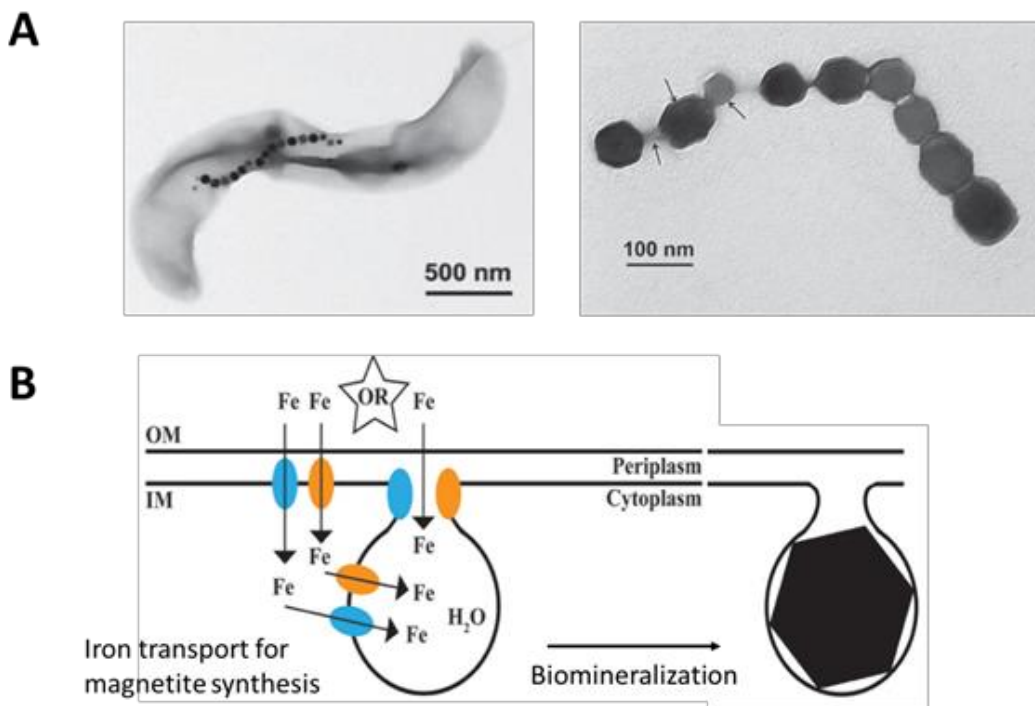 A
500 nm
100 nm
B
Fe Fe OR Fe
OM
Periplasm
IM
Cytoplasm
Fe
Fe
Fe
Fe
H₂O
Fe
Iron transport for
magnetite synthesis
Biomineralization